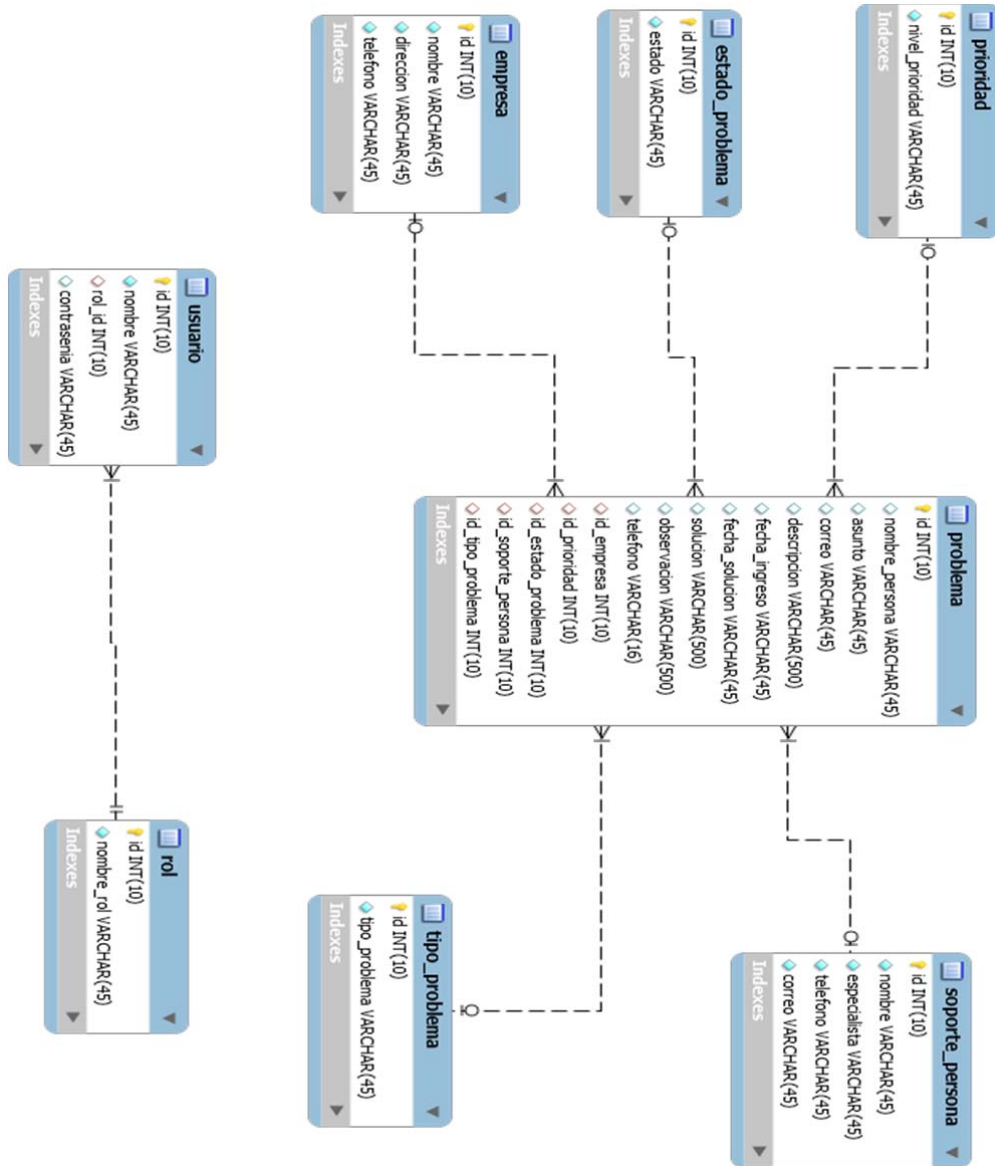 prioridad
id INT(10)
nivel_prioridad VARCHAR(45)
Indexes
estado_problema
id INT(10)
estado VARCHAR(45)
Indexes
empresa
id INT(10)
nombre VARCHAR(45)
direccion VARCHAR(45)
telefono VARCHAR(45)
Indexes
problema
id INT(10)
nombre_persona VARCHAR(45)
asunto VARCHAR(45)
correo VARCHAR(45)
descripcion VARCHAR(500)
fecha_ingreso VARCHAR(45)
fecha_solucion VARCHAR(45)
solucion VARCHAR(500)
observacion VARCHAR(500)
telefono VARCHAR(16)
id_empresa INT(10)
id_prioridad INT(10)
id_estado_problema INT(10)
id_soporte_persona INT(10)
id_tipo_problema INT(10)
Indexes
soporte_persona
id INT(10)
nombre VARCHAR(45)
especialista VARCHAR(45)
telefono VARCHAR(45)
correo VARCHAR(45)
Indexes
tipo_problema
id INT(10)
tipo_problema VARCHAR(45)
Indexes
usuario
id INT(10)
nombre VARCHAR(45)
rol_id INT(10)
contrasenia VARCHAR(45)
Indexes
rol
id INT(10)
nombre_rol VARCHAR(45)
Indexes